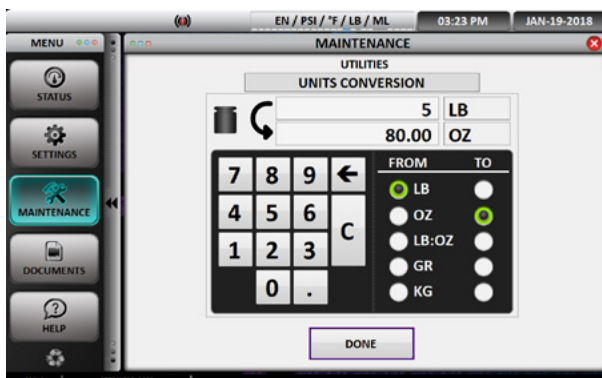 EN / PSI / °F / LB / ML 03:23 PM JAN-19-2018
MENU
MAINTENANCE
UTILITIES
UNITS CONVERSION
STATUS
SETTINGS
MAINTENANCE
DOCUMENTS
HELP
5 LB
80.00 OZ
7 8 9
4 5 6 C
1 2 3
0 .
FROM TO
LB
OZ
LB:OZ
GR
KG
DONE